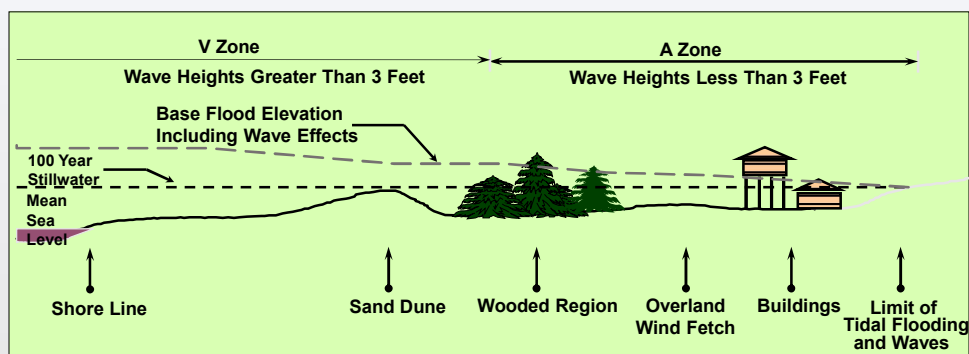 V Zone
A Zone
Wave Heights Greater Than 3 Feet
Wave Heights Less Than 3 Feet
Base Flood Elevation
Including Wave Effects
100 Year
Stillwater
Mean
Sea
Level
Shore Line
Sand Dune
Wooded Region
Overland
Wind Fetch
Buildings
Limit of
Tidal Flooding
and Waves